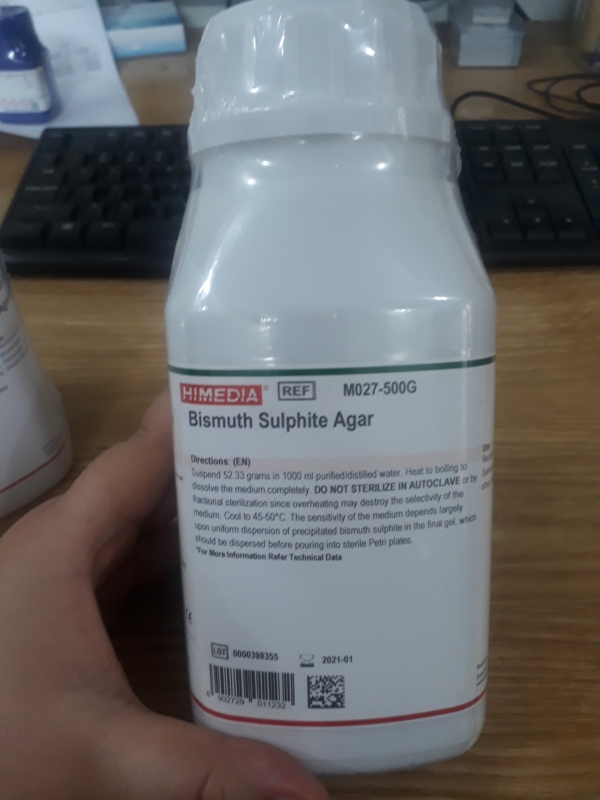 HIMEDIA® REF M027-500G
Bismuth Sulphite Agar
Directions (EN)
Suspend 52.33 grams in 1000 ml purified/distilled water. Heat to boiling to
dissolve the medium completely. DO NOT STERILIZE IN AUTOCLAVE or by
fractional sterilization since overheating may destroy the selectivity of the
medium. Cool to 45-50°C. The sensitivity of the medium depends largely
upon uniform dispersion of precipitated bismuth sulphite in the final gel, which
should be dispersed before pouring into sterile Petri plates.
*For More Information Refer Technical Data
LOT 0000398355 2021-01
902729 011232